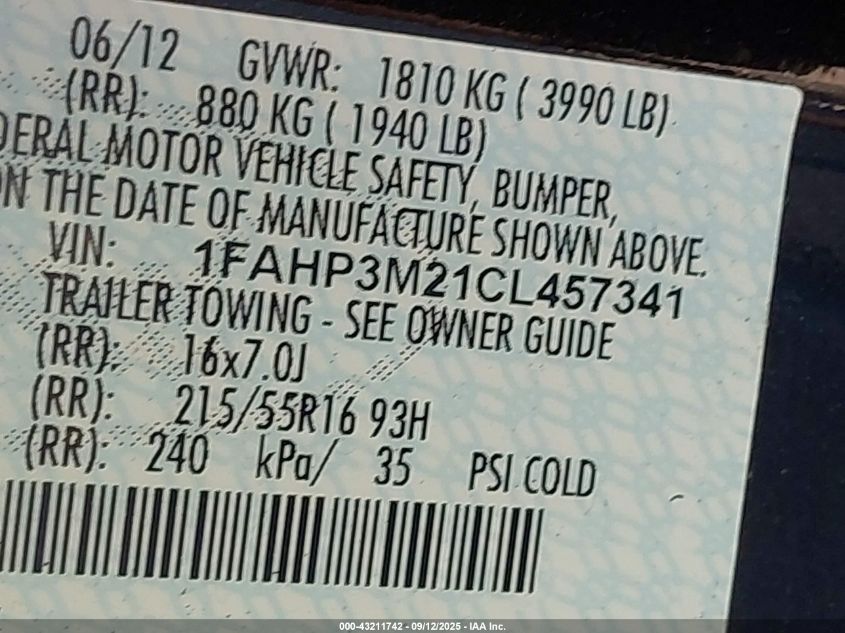 06/12 GVWR: 1810 KG ( 3990 LB)
(RR): 880 KG ( 1940 LB)
DERAL MOTOR VEHICLE SAFETY, BUMPER,
ON THE DATE OF MANUFACTURE SHOWN ABOVE.
VIN: 1FAHP3M21CL457341
TRAILER TOWING - SEE OWNER GUIDE
(RR): 16x7.0J
(RR): 215/55R16 93H
(RR): 240 kPa/ 35 PSI COLD
000-43211742 - 09/12/2025 - IAA Inc.